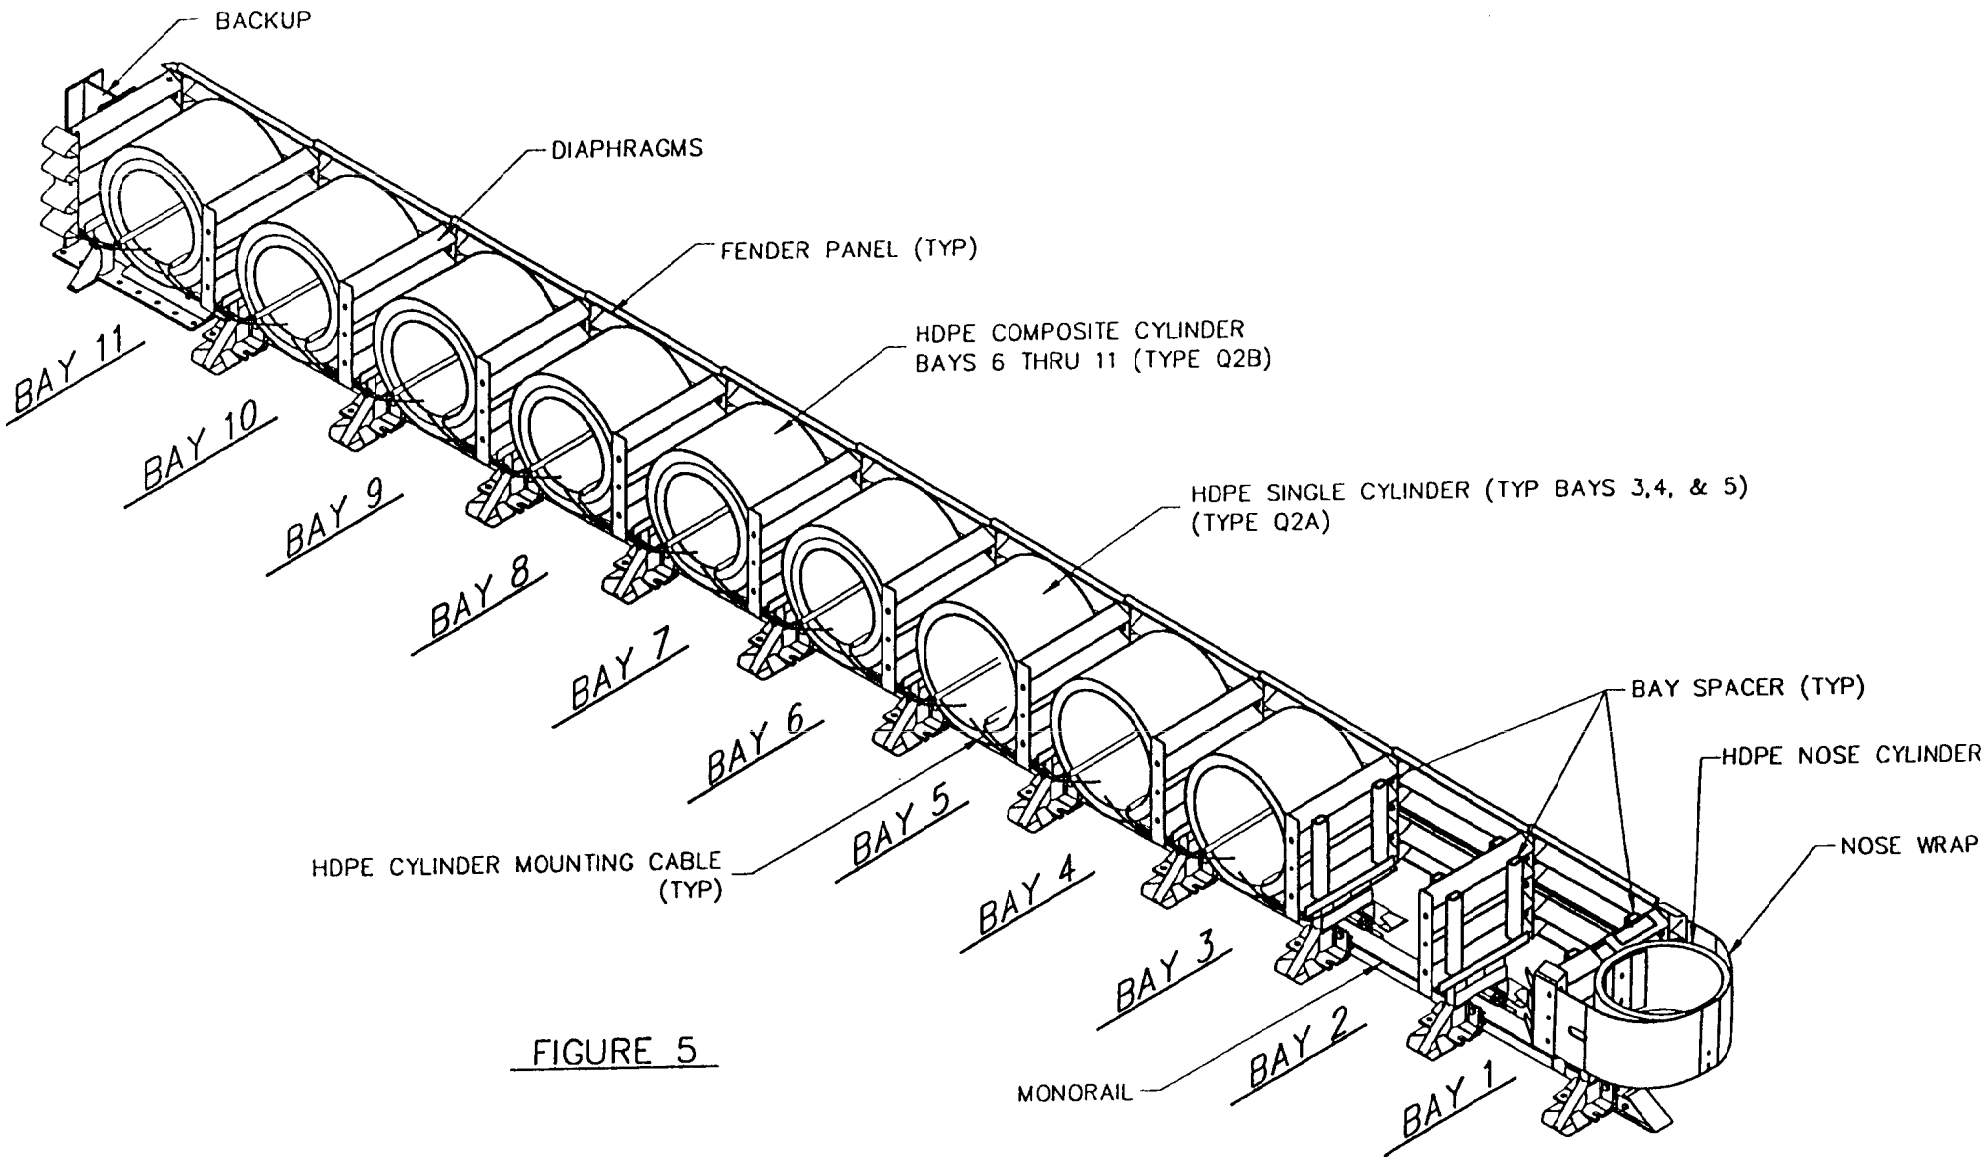 BACKUP
DIAPHRAGMS
FENDER PANEL (TYP)
HDPE COMPOSITE CYLINDER
BAYS 6 THRU 11 (TYPE Q2B)
HDPE SINGLE CYLINDER (TYP BAYS 3,4, & 5)
(TYPE Q2A)
BAY SPACER (TYP)
HDPE NOSE CYLINDER
NOSE WRAP
BAY 11
BAY 10
BAY 9
BAY 8
BAY 7
BAY 6
BAY 5
BAY 4
BAY 3
BAY 2
BAY 1
HDPE CYLINDER MOUNTING CABLE
(TYP)
MONORAIL
FIGURE 5